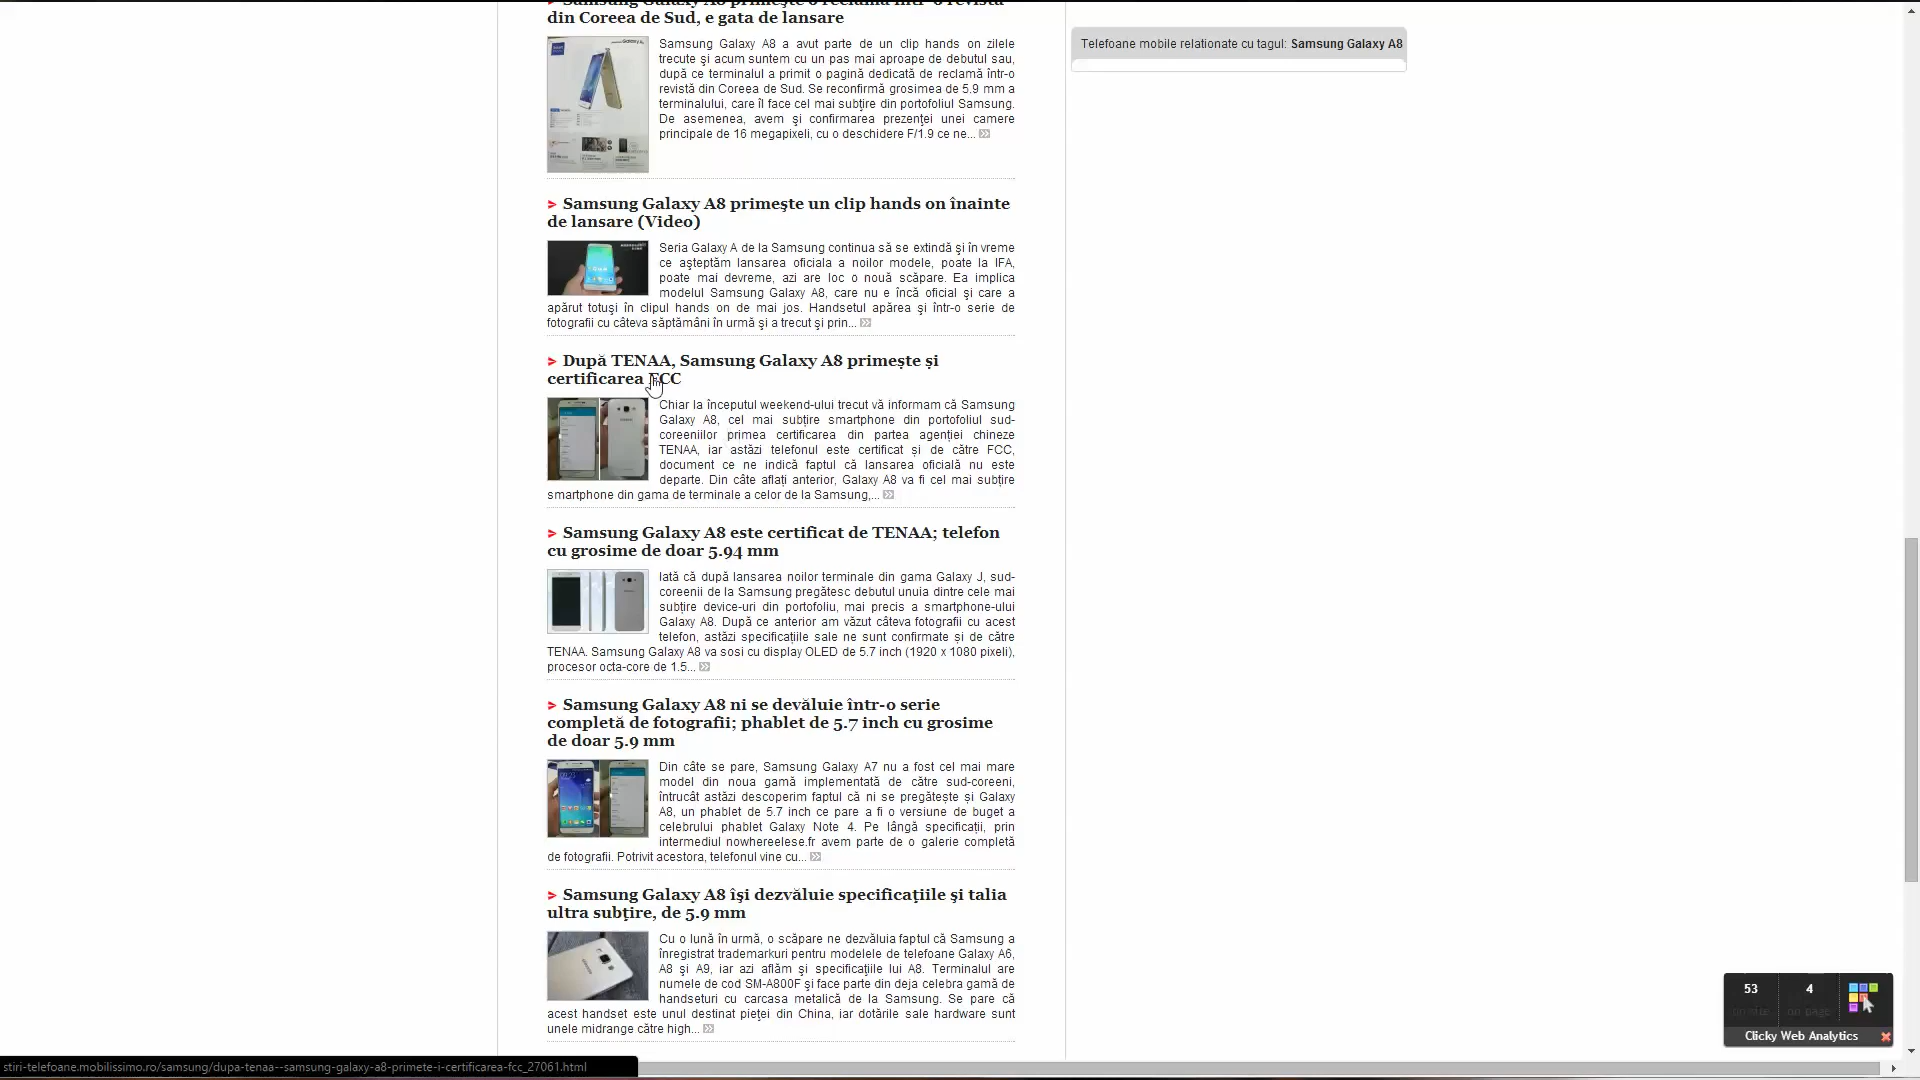 > Samsung Galaxy A8 primeşte o reclamă într-o revistă
din Coreea de Sud, e gata de lansare
Samsung Galaxy A8 a avut parte de un clip hands on zilele
trecute şi acum suntem cu un pas mai aproape de debutul sau,
după ce terminalul a primit o pagină dedicată de reclamă într-o
revistă din Coreea de Sud. Se reconfirmă grosimea de 5.9 mm a
terminalului, care îl face cel mai subţire din portofoliul Samsung.
De asemenea, avem şi confirmarea prezenţei unei camere
principale de 16 megapixeli, cu o deschidere F/1.9 ce ne...
Telefoane mobile relationate cu tagul: Samsung Galaxy A8
> Samsung Galaxy A8 primeşte un clip hands on înainte
de lansare (Video)
Seria Galaxy A de la Samsung continua să se extindă şi în vreme
ce aşteptăm lansarea oficiala a noilor modele, poate la IFA,
poate mai devreme, azi are loc o nouă scăpare. Ea implica
modelul Samsung Galaxy A8, care nu e încă oficial şi care a
apărut totuşi în clipul hands on de mai jos. Handsetul apărea şi într-o serie de
fotografii cu câteva săptămâni în urmă şi a trecut şi prin...
> După TENAA, Samsung Galaxy A8 primește și
certificarea FCC
Chiar la începutul weekend-ului trecut vă informam că Samsung
Galaxy A8, cel mai subțire smartphone din portofoliul sud-
coreeniilor primea certificarea din partea agenției chineze
TENAA, iar astăzi telefonul este certificat și de către FCC,
document ce ne indică faptul că lansarea oficială nu este
departe. Din câte aflați anterior, Galaxy A8 va fi cel mai subțire
smartphone din gama de terminale a celor de la Samsung,...
> Samsung Galaxy A8 este certificat de TENAA; telefon
cu grosime de doar 5.94 mm
Iată că după lansarea noilor terminale din gama Galaxy J, sud-
coreenii de la Samsung pregătesc debutul unuia dintre cele mai
subțire device-uri din portofoliu, mai precis a smartphone-ului
Galaxy A8. După ce anterior am văzut câteva fotografii cu acest
telefon, astăzi specificațiile sale ne sunt confirmate și de către
TENAA. Samsung Galaxy A8 va sosi cu display OLED de 5.7 inch (1920 x 1080 pixeli),
procesor octa-core de 1.5...
> Samsung Galaxy A8 ni se devăluie într-o serie
completă de fotografii; phablet de 5.7 inch cu grosime
de doar 5.9 mm
Din câte se pare, Samsung Galaxy A7 nu a fost cel mai mare
model din noua gamă implementată de către sud-coreeni,
întrucât astăzi descoperim faptul că ni se pregătește și Galaxy
A8, un phablet de 5.7 inch ce pare a fi o versiune de buget a
celebrului phablet Galaxy Note 4. Pe lângă specificații, prin
intermediul nowhereelese.fr avem parte de o galerie completă
de fotografii. Potrivit acestora, telefonul vine cu...
> Samsung Galaxy A8 îşi dezvăluie specificaţiile şi talia
ultra subţire, de 5.9 mm
Cu o lună în urmă, o scăpare ne dezvăluia faptul că Samsung a
înregistrat trademarkuri pentru modelele de telefoane Galaxy A6,
A8 şi A9, iar azi aflăm şi specificaţiile lui A8. Terminalul are
numele de cod SM-A800F şi face parte din deja celebra gamă de
handseturi cu carcasa metalică de la Samsung. Se pare că
acest handset este unul destinat pieţei din China, iar dotările sale hardware sunt
unele midrange către high...
53 4
Clicky Web Analytics
stiri-telefoane.mobilissimo.ro/samsung/dupa-tenaa--samsung-galaxy-a8-primete-i-certificarea-fcc_27061.html